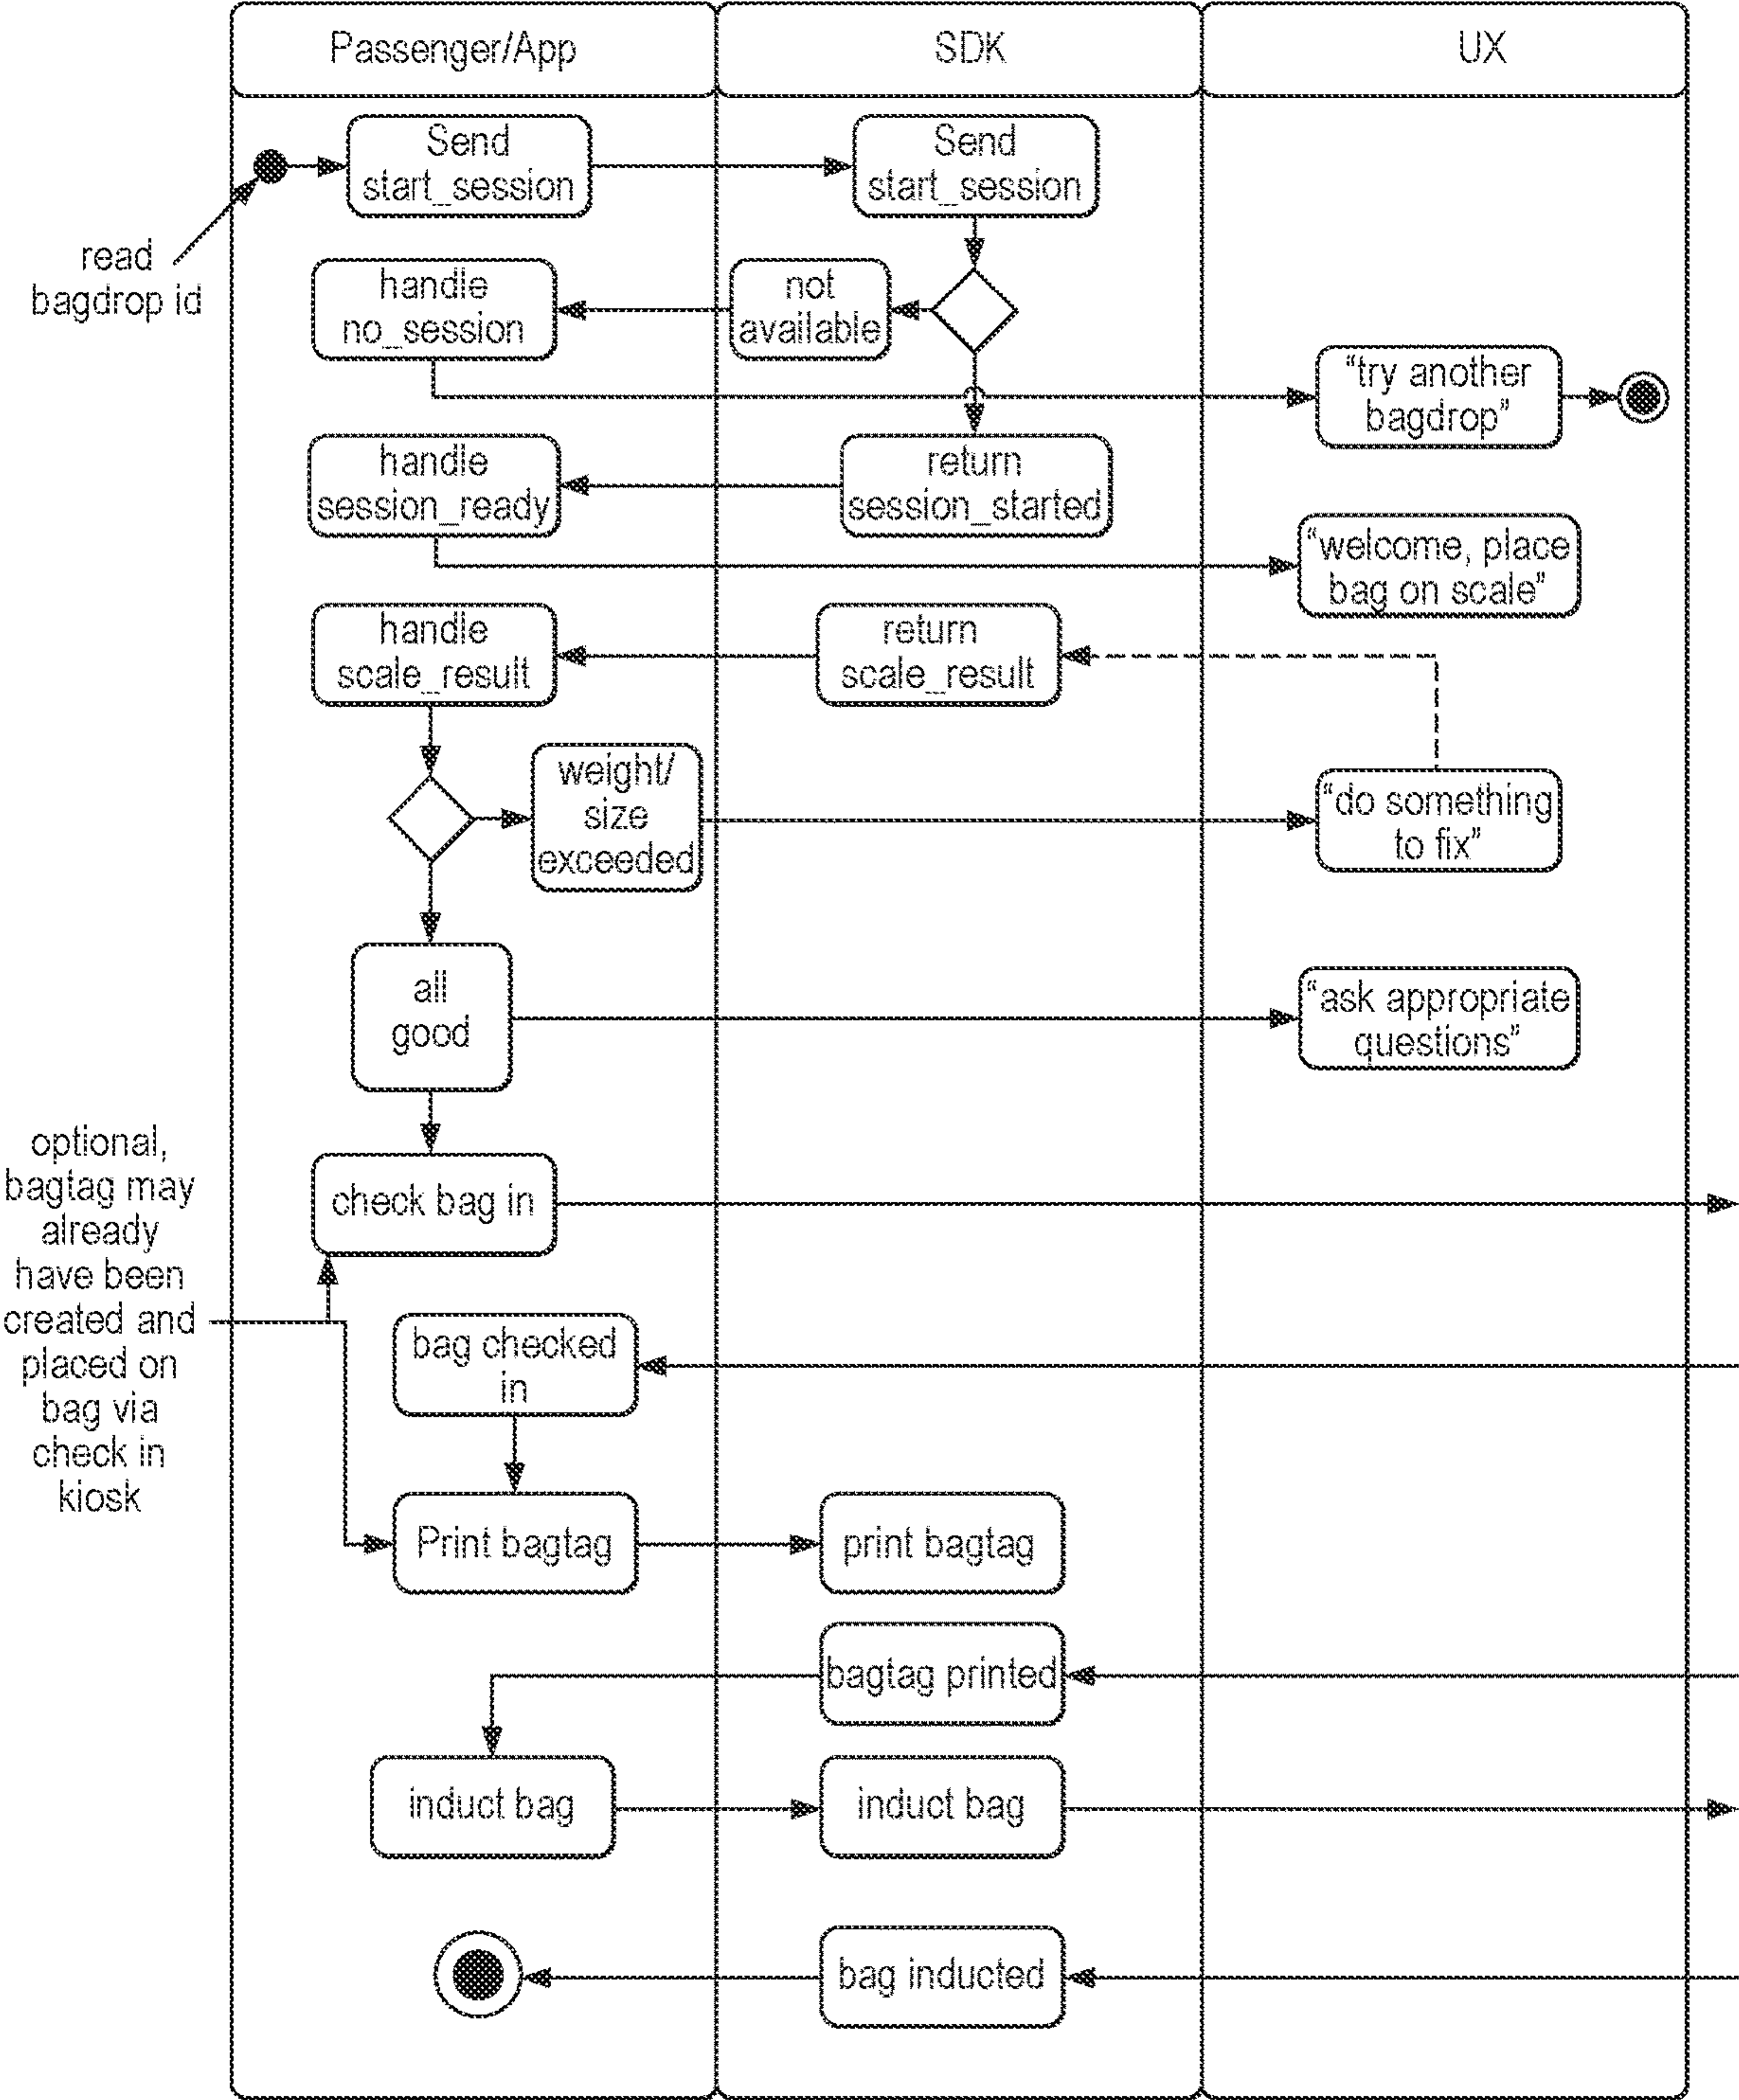 Passenger/App
SDK
UX
Send
start_session
Send
start_session
read
bagdrop id
handle
no_session
not
available
"try another
bagdrop"
handle
session_ready
return
session_started
"welcome, place
bag on scale"
handle
scale_result
return
scale_result
weight/
size
exceeded
"do something
to fix"
all
good
"ask appropriate
questions"
optional,
bagtag may
already
have been
created and
placed on
bag via
check in
kiosk
check bag in
bag checked
in
Print bagtag
print bagtag
bagtag printed
induct bag
induct bag
bag inducted